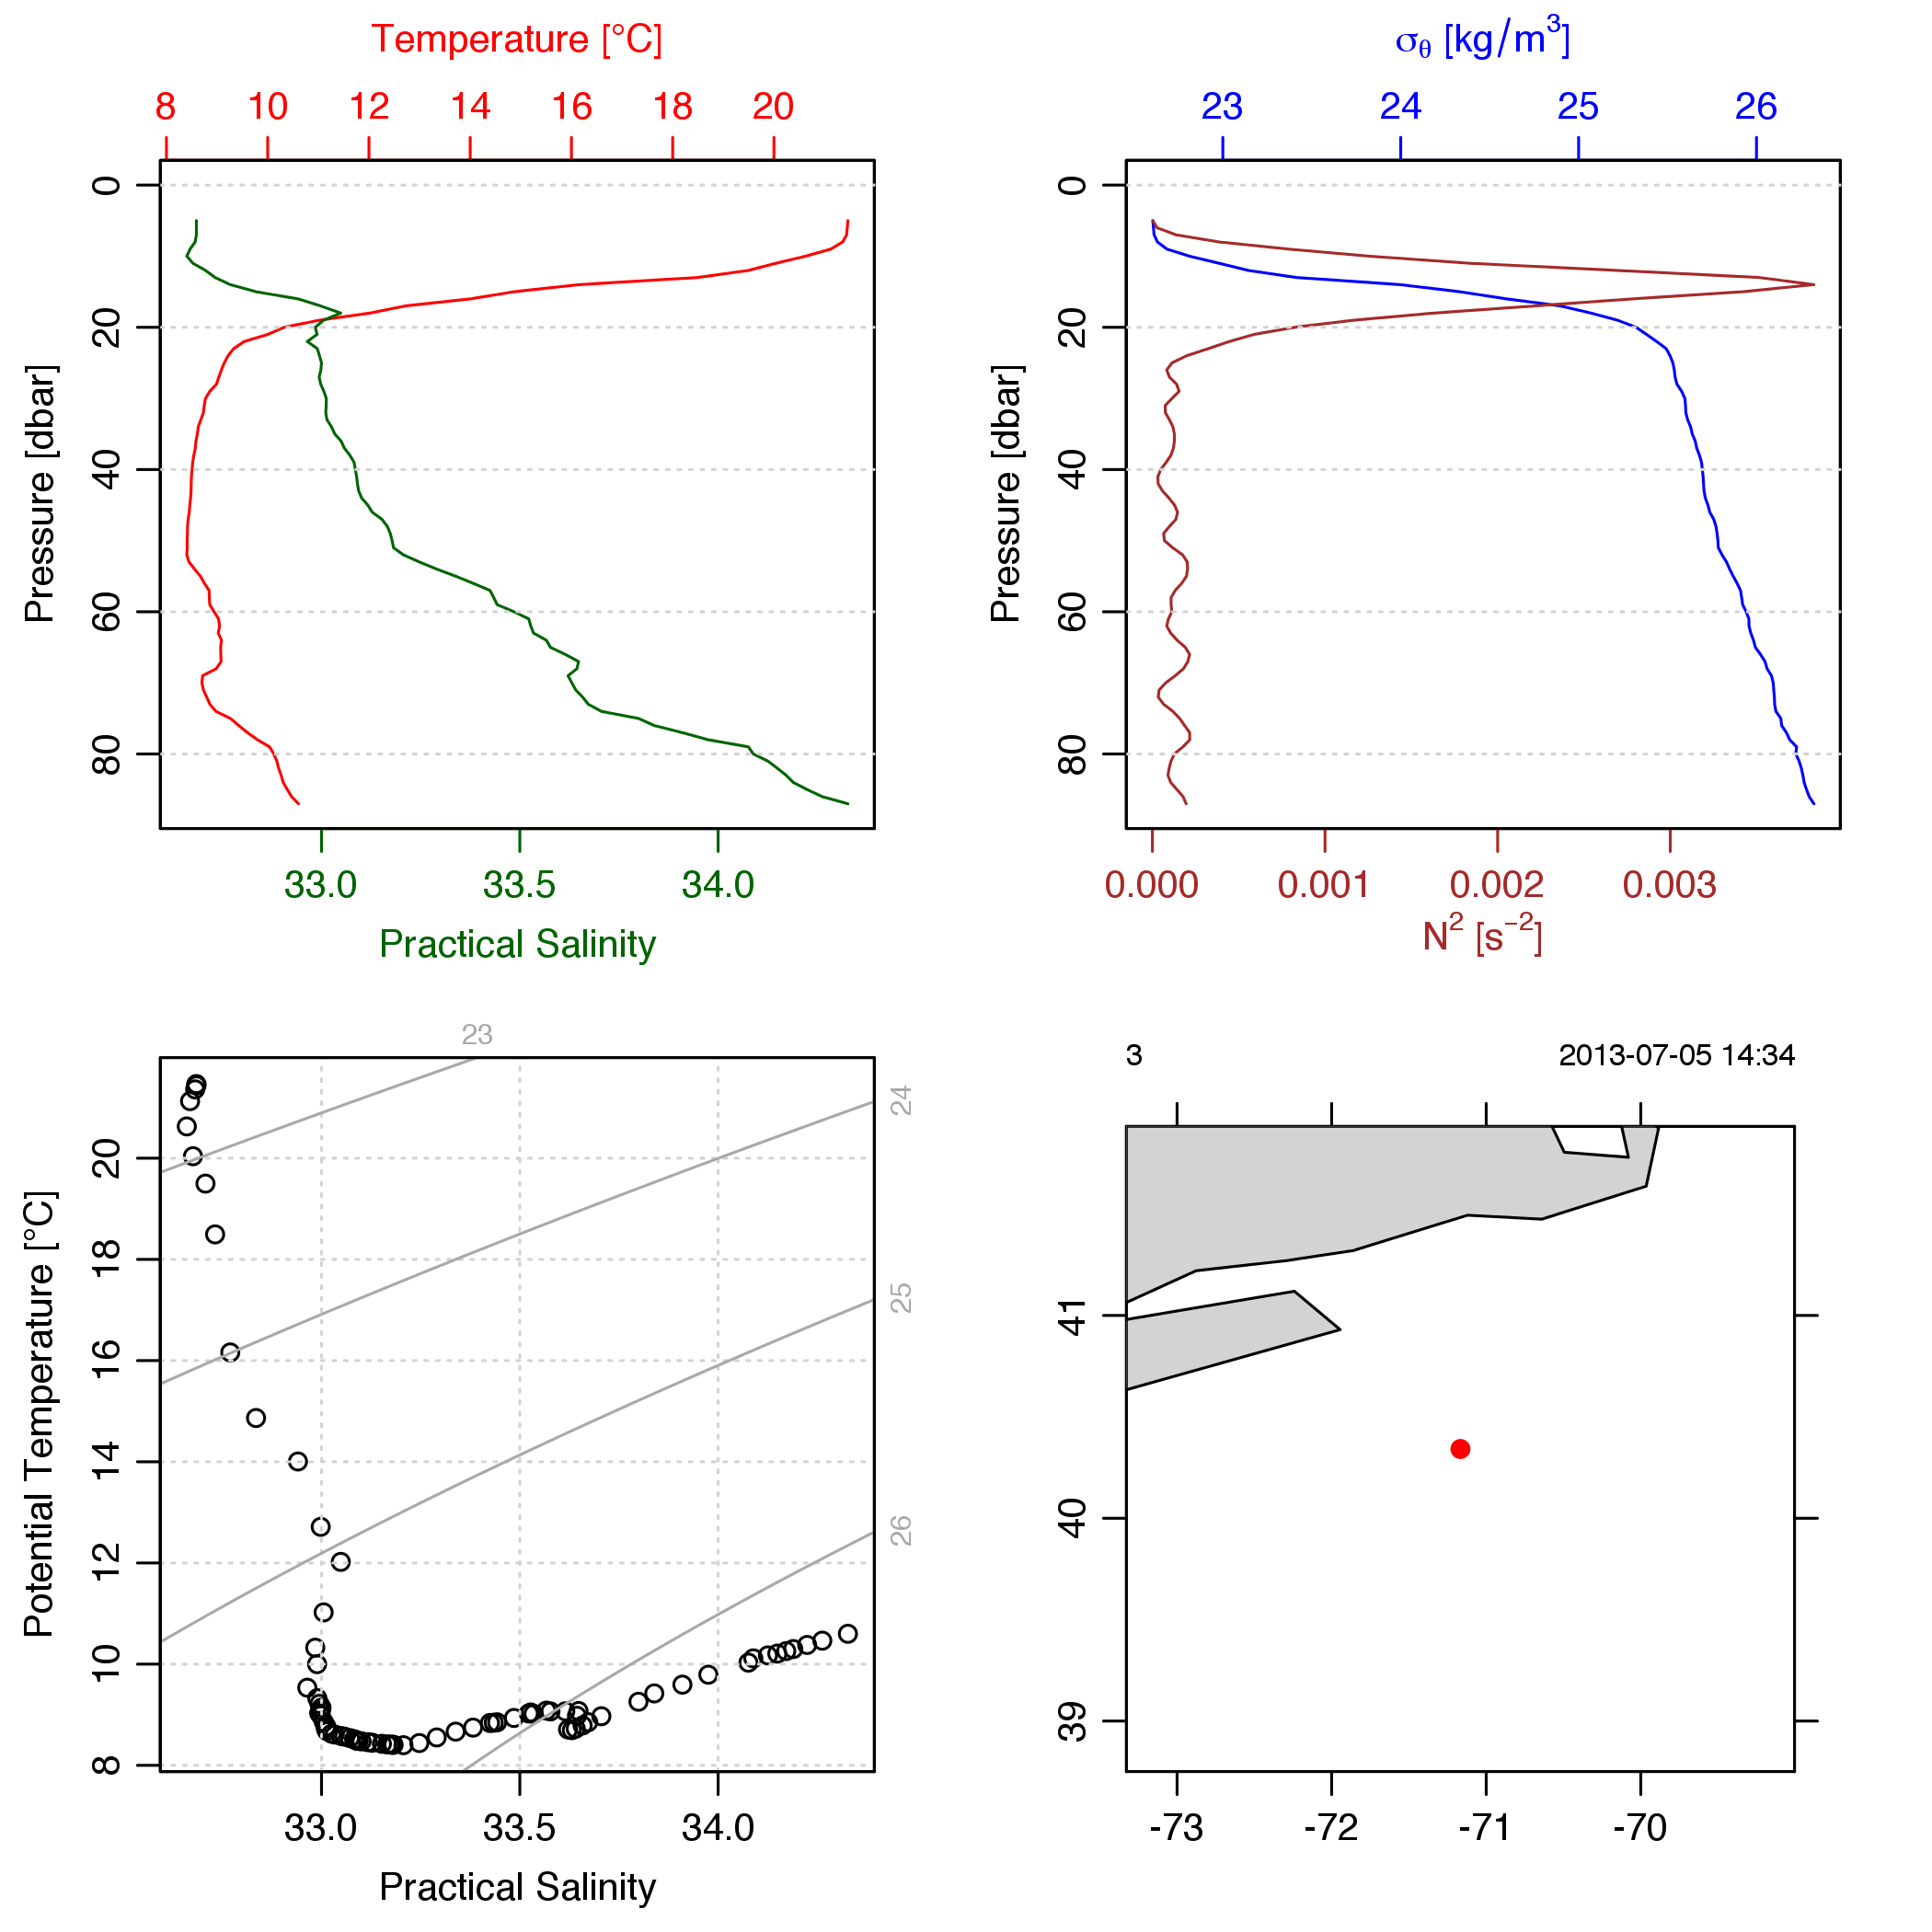 Temperature [°C]
8 10 12 14 16 18 20
Pressure [dbar]
0 20 40 60 80
33.0 33.5 34.0
Practical Salinity
σθ [kg/m³]
23 24 25 26
Pressure [dbar]
0 20 40 60 80
0.000 0.001 0.002 0.003
N² [s⁻²]
23
24
25
26
Potential Temperature [°C]
8 10 12 14 16 18 20
33.0 33.5 34.0
Practical Salinity
3 2013-07-05 14:34
41
40
39
-73 -72 -71 -70